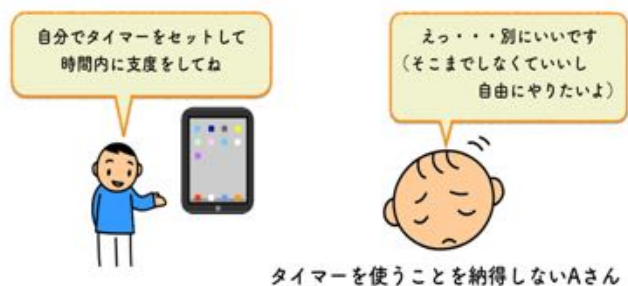 自分でタイマーをセットして
時間内に支度をしてね
えっ・・・別にいいです
（そこまでしなくていいし
自由にやりたいよ）
タイマーを使うことを納得しないAさん